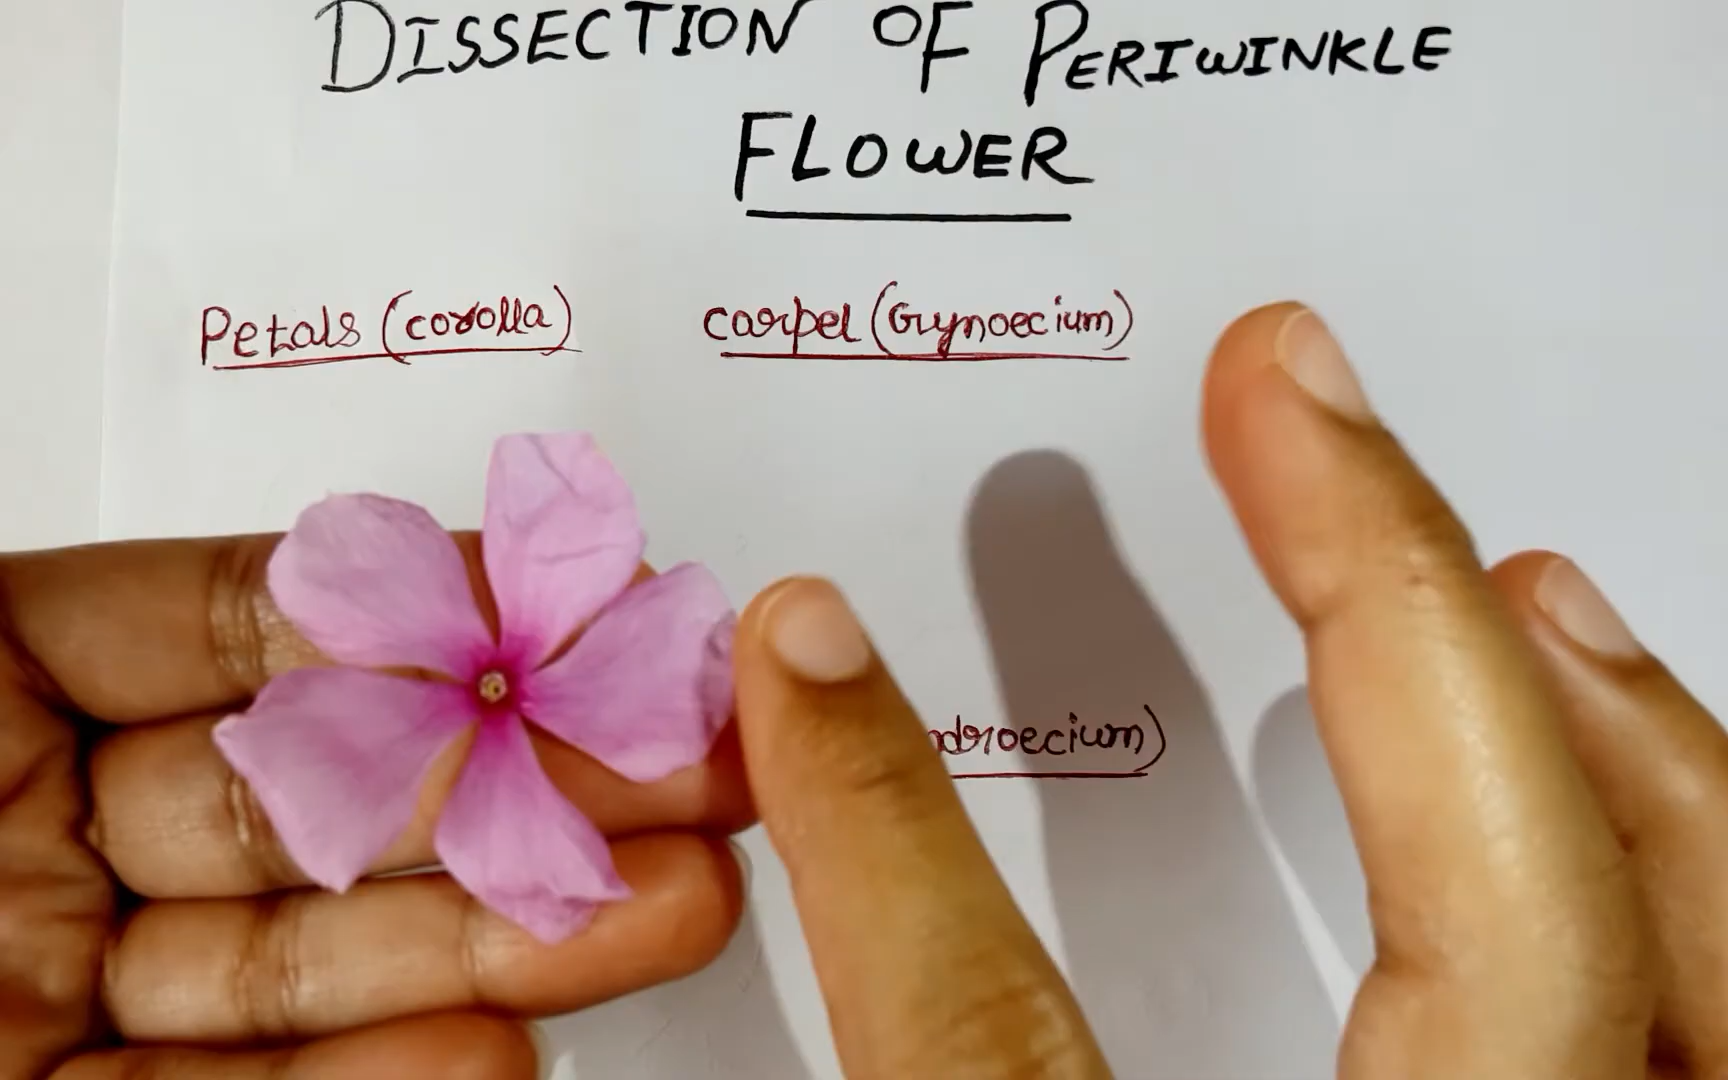 DISSECTION OF PERIWINKLE
FLOWER
Petals (corolla)
carpel (Gynoecium)
ndroecium)